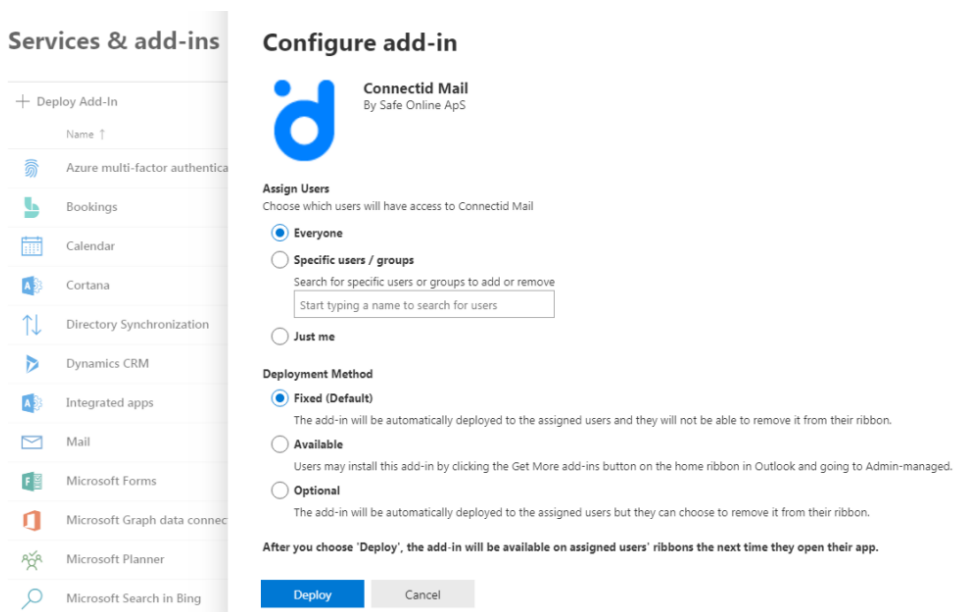 Services & add-ins
Deploy Add-In
Name ↑
Azure multi-factor authentica
Bookings
Calendar
Cortana
Directory Synchronization
Dynamics CRM
Integrated apps
Mail
Microsoft Forms
Microsoft Graph data connec
Microsoft Planner
Microsoft Search in Bing
Configure add-in
Connectid Mail
By Safe Online ApS
Assign Users
Choose which users will have access to Connectid Mail
Everyone
Specific users / groups
Search for specific users or groups to add or remove
Start typing a name to search for users
Just me
Deployment Method
Fixed (Default)
The add-in will be automatically deployed to the assigned users and they will not be able to remove it from their ribbon.
Available
Users may install this add-in by clicking the Get More add-ins button on the home ribbon in Outlook and going to Admin-managed.
Optional
The add-in will be automatically deployed to the assigned users but they can choose to remove it from their ribbon.
After you choose 'Deploy', the add-in will be available on assigned users' ribbons the next time they open their app.
Deploy
Cancel